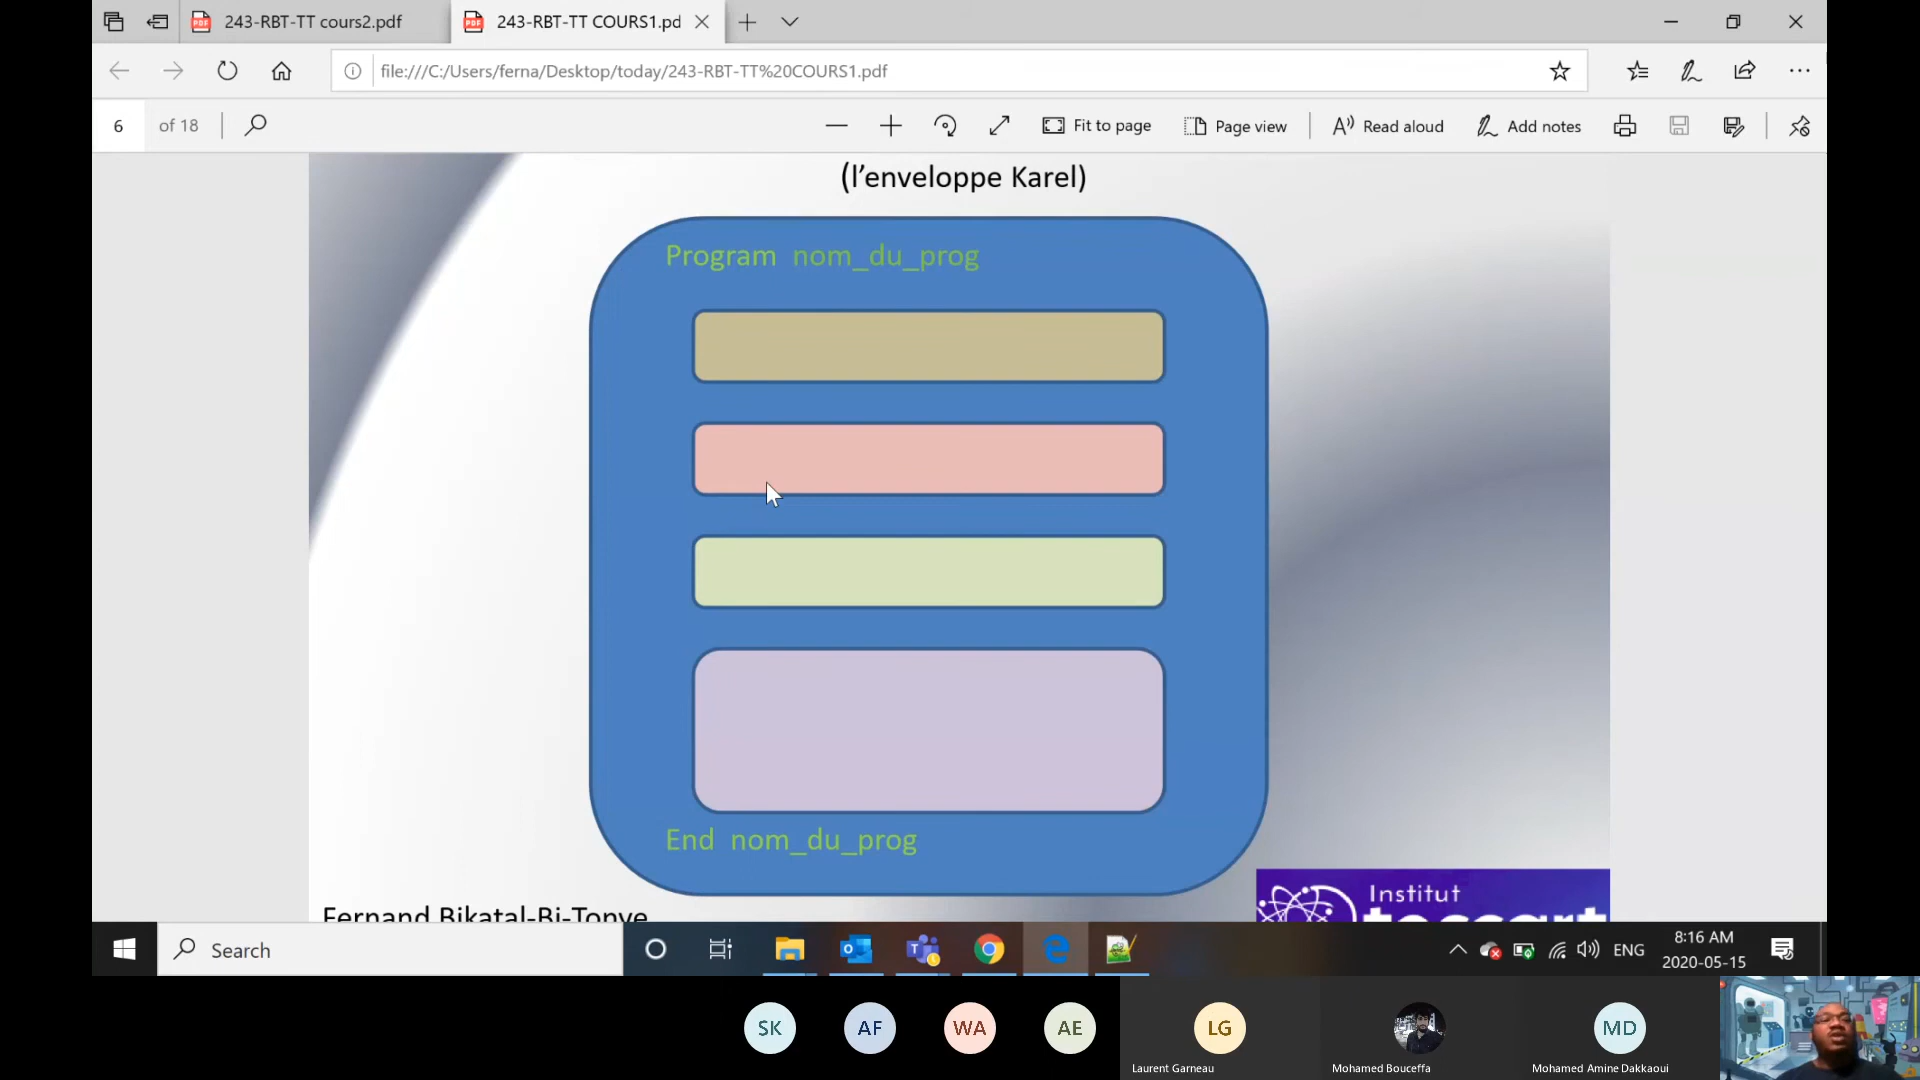 243-RBT-TT cours2.pdf
243-RBT-TT COURS1.pd
file:///C:/Users/ferna/Desktop/today/243-RBT-TT%20COURS1.pdf
6 of 18
Fit to page
Page view
Read aloud
Add notes
(l'enveloppe Karel)
Program nom_du_prog
End nom_du_prog
Fernand Bikatal-Bi-Tonye
Institut
teccart
Search
ENG
8:16 AM
2020-05-15
SK
AF
WA
AE
LG
MD
Laurent Garneau
Mohamed Bouceffa
Mohamed Amine Dakkaoui